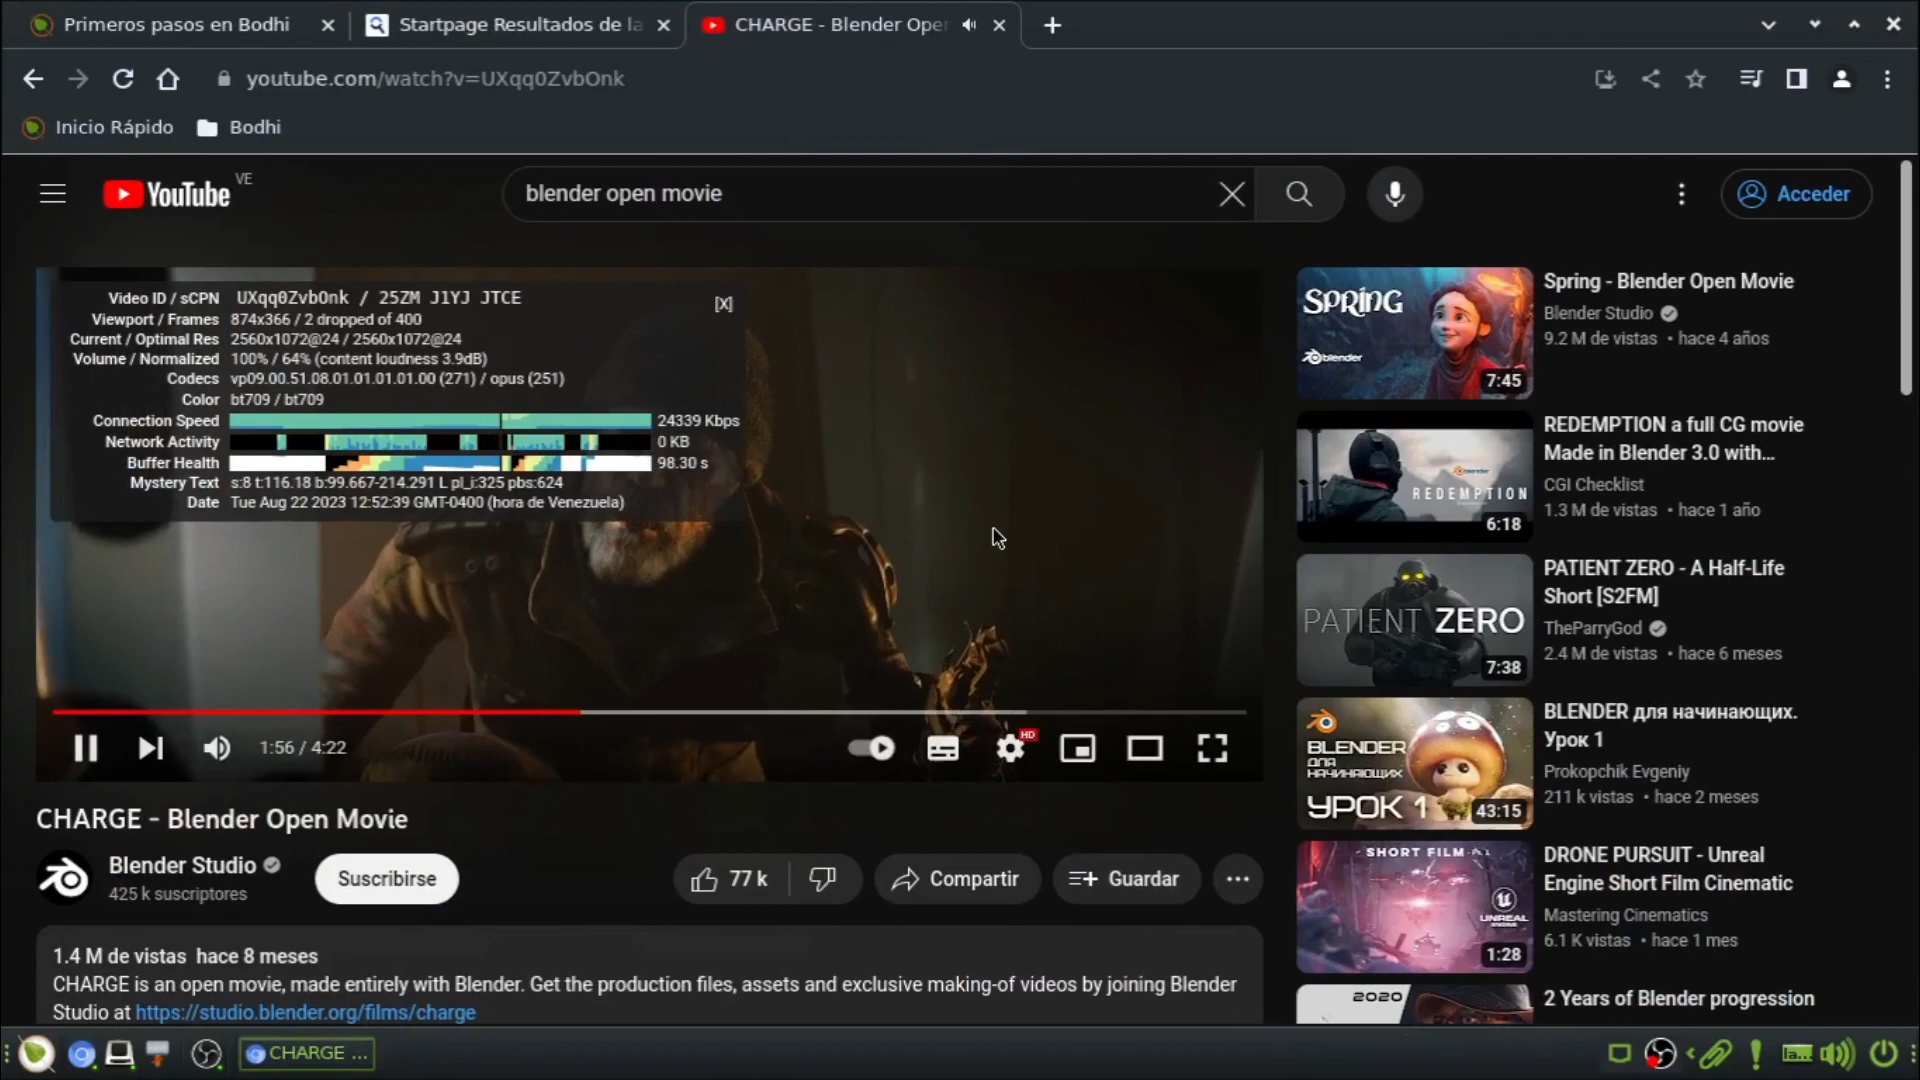 Primeros pasos en Bodhi
Startpage Resultados de la
CHARGE - Blender Oper
youtube.com/watch?v=UXqq0ZvbOnk
Inicio Rápido
Bodhi
YouTube VE
blender open movie
Acceder
Video ID / sCPN UXqq0ZvbOnk / 25ZM J1YJ JTCE
[X]
Viewport / Frames 874x366 / 2 dropped of 400
Current / Optimal Res 2560x1072@24 / 2560x1072@24
Volume / Normalized 100% / 64% (content loudness 3.9dB)
Codecs vp09.00.51.08.01.01.01.01.00 (271) / opus (251)
Color bt709 / bt709
Connection Speed 24339 Kbps
Network Activity 0 KB
Buffer Health 98.30 s
Mystery Text s:8 t:116.18 b:99.667-214.291 L pl_i:325 pbs:624
Date Tue Aug 22 2023 12:52:39 GMT-0400 (hora de Venezuela)
1:56 / 4:22
HD
CHARGE - Blender Open Movie
Blender Studio
425 k suscriptores
Suscribirse
77 k
Compartir
Guardar
1.4 M de vistas hace 8 meses
CHARGE is an open movie, made entirely with Blender. Get the production files, assets and exclusive making-of videos by joining Blender
Studio at https://studio.blender.org/films/charge
SPRING
blender
7:45
Spring - Blender Open Movie
Blender Studio
9.2 M de vistas • hace 4 años
blender
REDEMPTION
6:18
REDEMPTION a full CG movie
Made in Blender 3.0 with...
CGI Checklist
1.3 M de vistas • hace 1 año
PATIENT ZERO
7:38
PATIENT ZERO - A Half-Life
Short [S2FM]
TheParryGod
2.4 M de vistas • hace 6 meses
BLENDER
ДЛЯ
НАЧИНАЮЩИХ
УРОК 1
43:15
BLENDER для начинающих.
Урок 1
Prokopchik Evgeniy
211 k vistas • hace 2 meses
SHORT FILM
UNREAL
1:28
DRONE PURSUIT - Unreal
Engine Short Film Cinematic
Mastering Cinematics
6.1 K vistas • hace 1 mes
2020
2 Years of Blender progression
CHARGE ...
la...